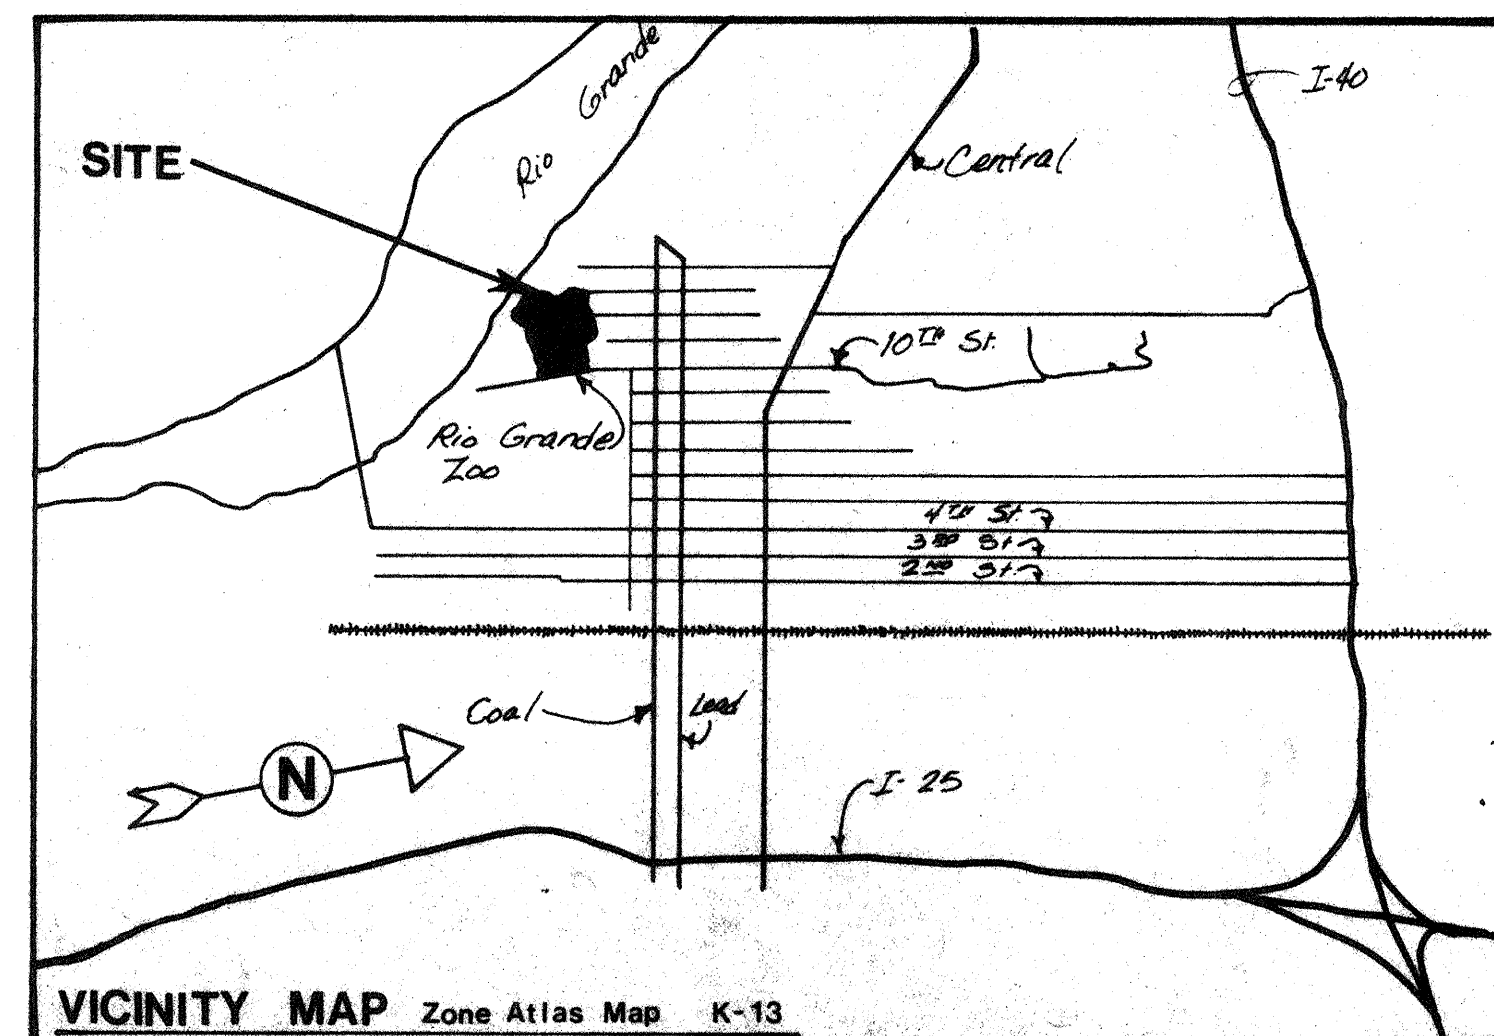 Grande
Rio
I-40
SITE
Central
10TH St.
Rio Grande
Zoo
4TH St.
3RD St.
2ND St.
Coal
Lead
N
I-25
VICINITY MAP Zone Atlas Map K-13